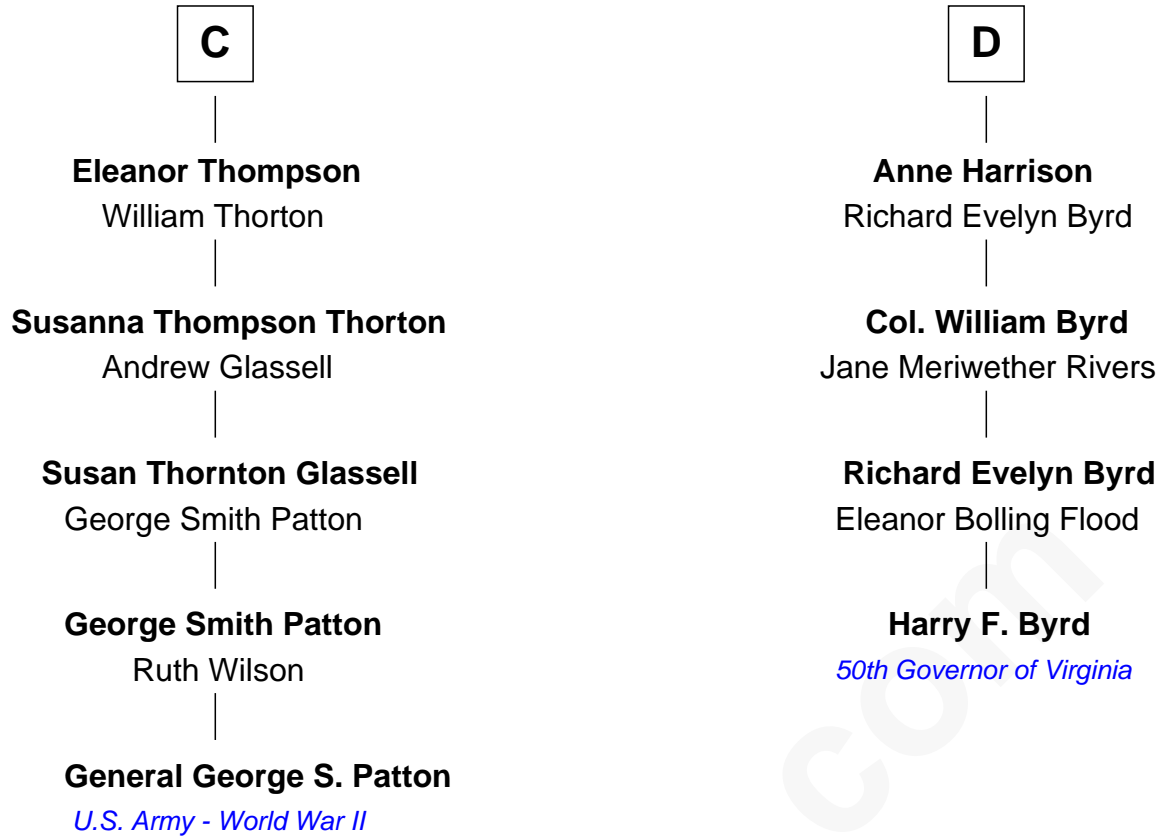 C
Eleanor Thompson
William Thorton
Susanna Thompson Thorton
Andrew Glassell
Susan Thornton Glassell
George Smith Patton
George Smith Patton
Ruth Wilson
General George S. Patton
U.S. Army - World War II
D
Anne Harrison
Richard Evelyn Byrd
Col. William Byrd
Jane Meriwether Rivers
Richard Evelyn Byrd
Eleanor Bolling Flood
Harry F. Byrd
50th Governor of Virginia
com